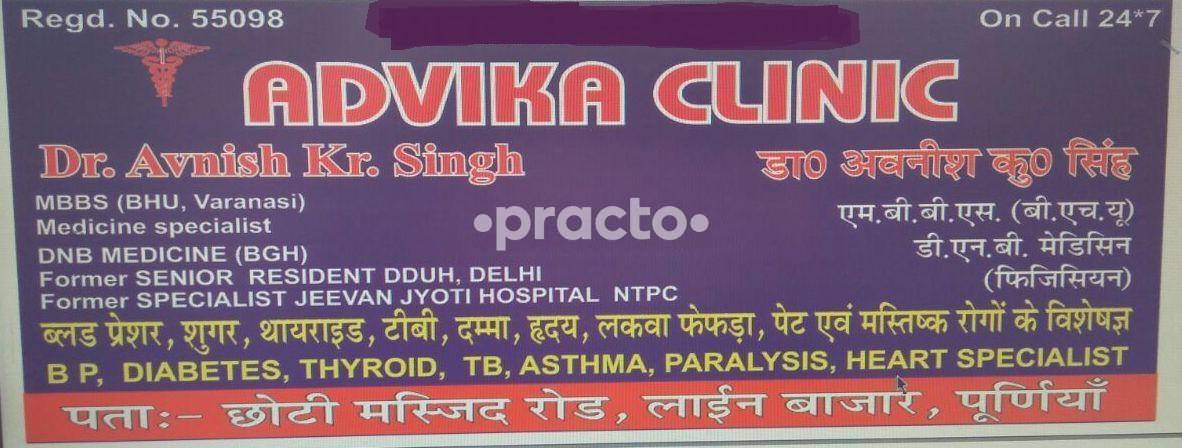 Regd. No. 55098
On Call 24*7
ADVIKA CLINIC
Dr. Avnish Kr. Singh
डा० अवनीश कु० सिंह
MBBS (BHU, Varanasi)
Medicine specialist
DNB MEDICINE (BGH)
Former SENIOR RESIDENT DDUH, DELHI
Former SPECIALIST JEEVAN JYOTI HOSPITAL NTPC
एम.बी.बी.एस. (बी.एच.यू)
डी.एन.बी. मेडिसिन
(फिजिसियन)
•practo•
ब्लड प्रेशर, शुगर, थायराइड, टीबी, दम्मा, हृदय, लकवा फेफड़ा, पेट एवं मस्तिष्क रोगों के विशेषज्ञ
B P, DIABETES, THYROID, TB, ASTHMA, PARALYSIS, HEART SPECIALIST
पताः- छोटी मस्जिद रोड, लाईन बाजार, पूर्णियाँ